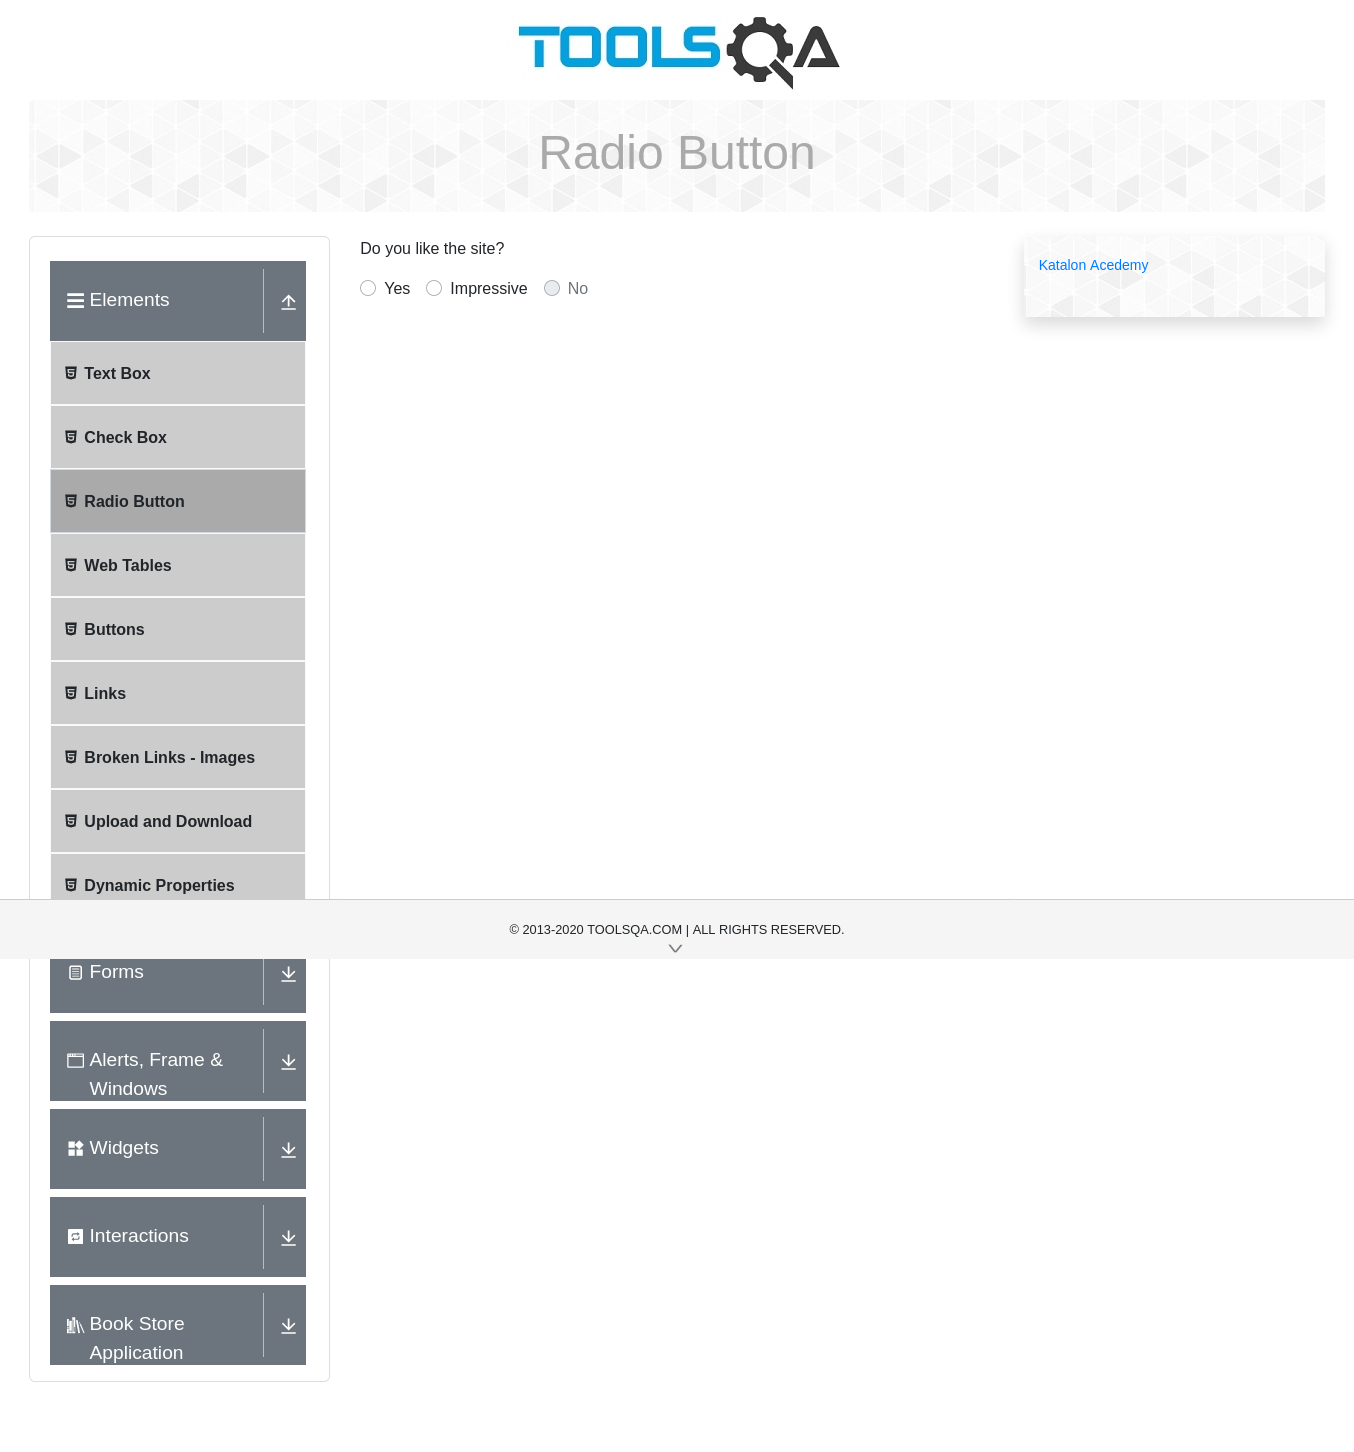 TOOLSQA
Radio Button
Elements
Text Box
Check Box
Radio Button
Web Tables
Buttons
Links
Broken Links - Images
Upload and Download
Dynamic Properties
Do you like the site?
Yes Impressive No
Katalon Acedemy
© 2013-2020 TOOLSQA.COM | ALL RIGHTS RESERVED.
Forms
Alerts, Frame &
Windows
Widgets
Interactions
Book Store
Application